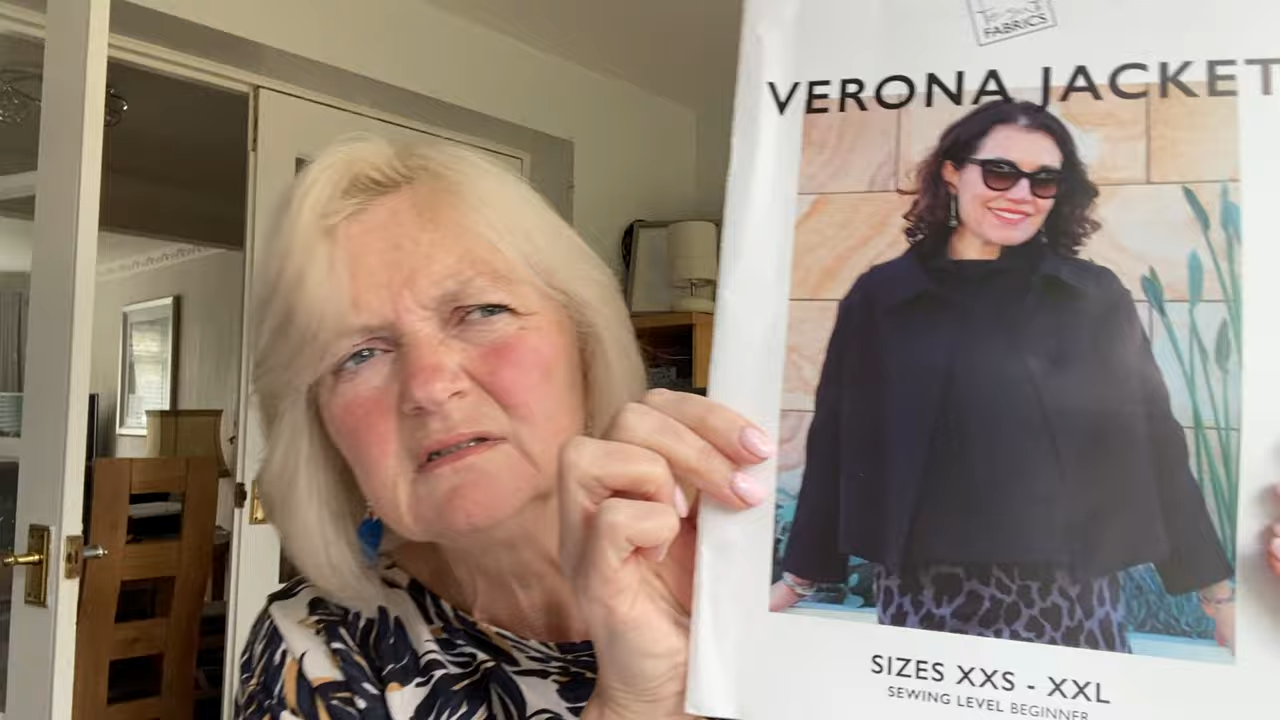 FABRICS
VERONA JACKET
SIZES XXS - XXL
SEWING LEVEL BEGINNER